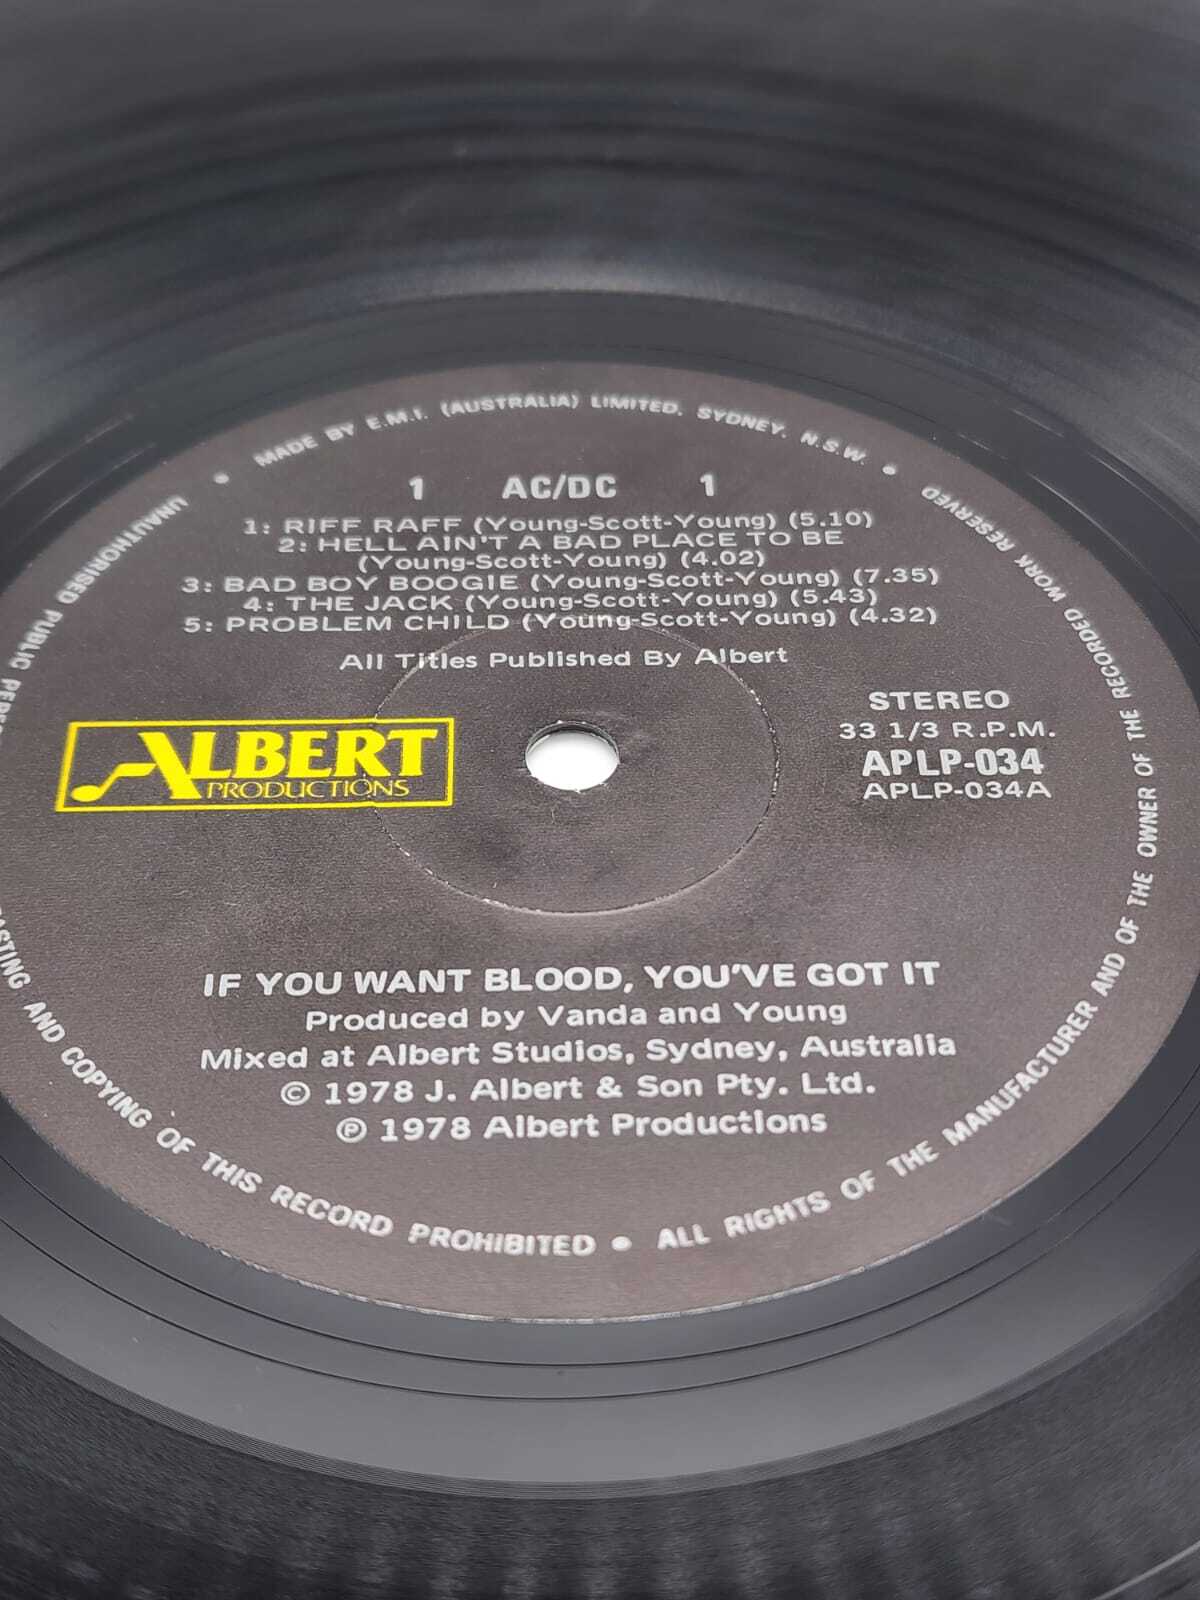 MADE BY E.M.I. (AUSTRALIA) LIMITED. SYDNEY. N.S.W. •
1 AC/DC 1
1: RIFF RAFF (Young-Scott-Young) (5.10)
2: HELL AIN'T A BAD PLACE TO BE
(Young-Scott-Young) (4.02)
3: BAD BOY BOOGIE (Young-Scott-Young) (7.35)
4: THE JACK (Young-Scott-Young) (5.43)
5: PROBLEM CHILD (Young-Scott-Young) (4.32)
All Titles Published By Albert
STEREO
33 1/3 R.P.M.
APLP-034
APLP-034A
ALBERT
PRODUCTIONS
IF YOU WANT BLOOD, YOU'VE GOT IT
Produced by Vanda and Young
Mixed at Albert Studios, Sydney, Australia
© 1978 J. Albert & Son Pty. Ltd.
℗ 1978 Albert Productions
• UNAUTHORISED PUBLIC
AND COPYING OF THIS RECORD PROHIBITED • ALL RIGHTS OF THE MANUFACTURER AND OF THE OWNER OF THE RECORDED WORK RESERVED